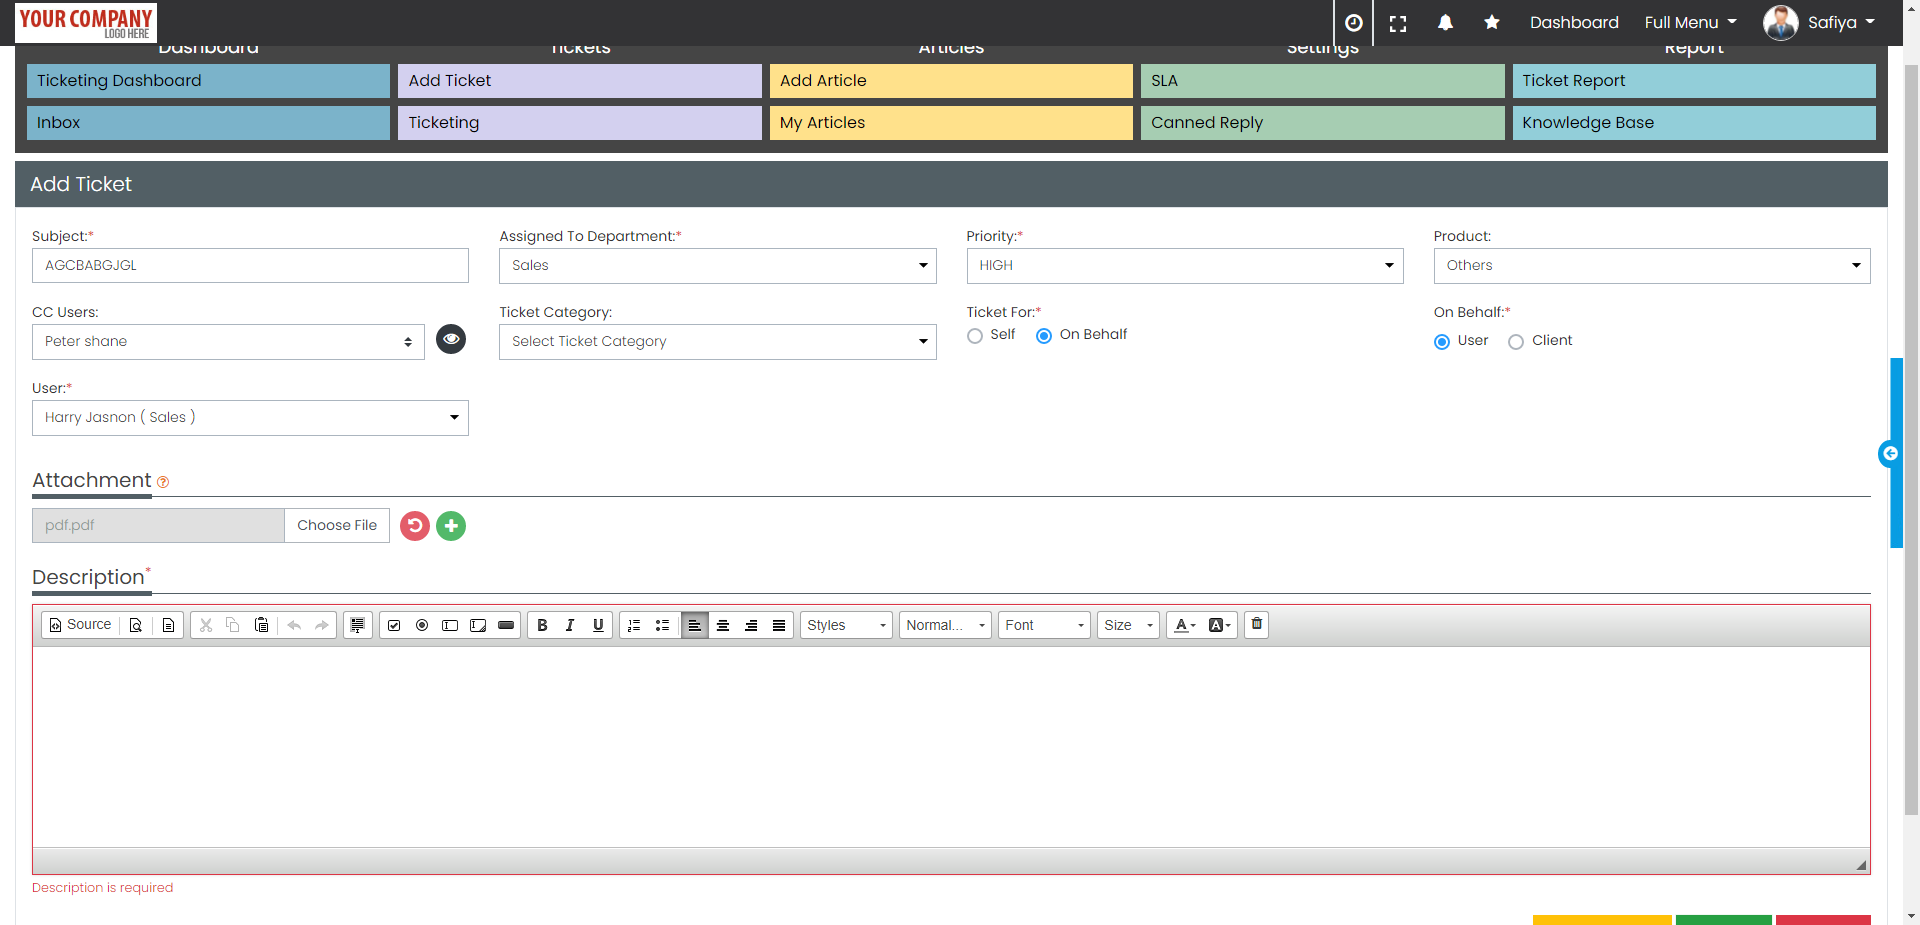 YOUR COMPANY
LOGO HERE
Dashboard
Full Menu
Safiya
Dashboard
Tickets
Articles
Settings
Report
Ticketing Dashboard
Add Ticket
Add Article
SLA
Ticket Report
Inbox
Ticketing
My Articles
Canned Reply
Knowledge Base
Add Ticket
Subject:*
Assigned To Department:*
Priority:*
Product:
AGCBABGJGL
Sales
HIGH
Others
CC Users:
Ticket Category:
Ticket For:*
On Behalf:*
Peter shane
Select Ticket Category
Self
On Behalf
User
Client
User:*
Harry Jasnon ( Sales )
Attachment
pdf.pdf
Choose File
Description*
Source
B
I
U
Styles
Normal...
Font
Size
A
A
Description is required